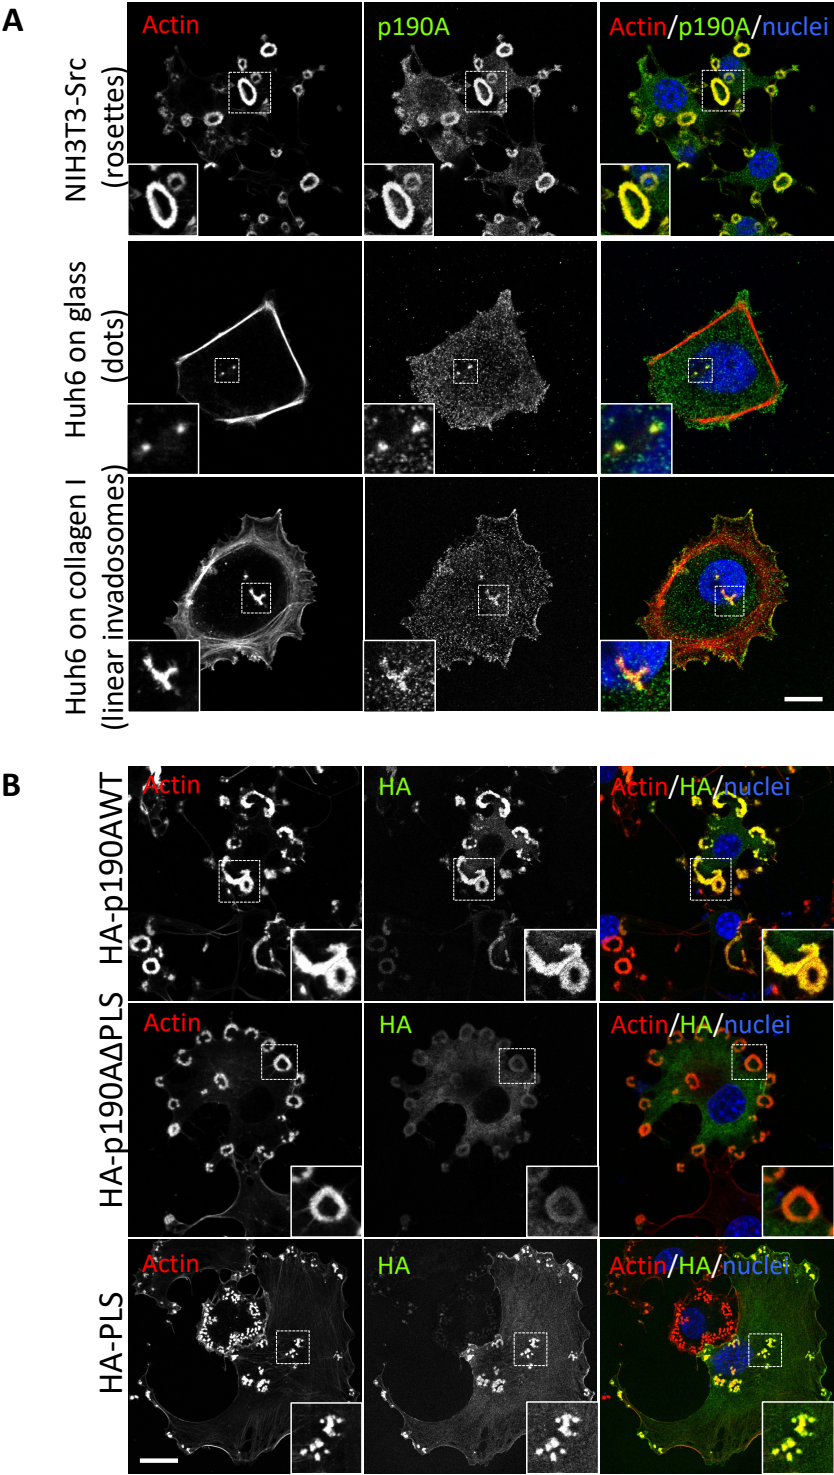 A
Actin
p190A
Actin/p190A/nuclei
NIH3T3-Src
(rosettes)
Huh6 on glass
(dots)
Huh6 on collagen I
(linear invadosomes)
B
Actin
HA
Actin/HA/nuclei
HA-p190AWT
Actin
HA
Actin/HA/nuclei
HA-p190AΔPLS
Actin
HA
Actin/HA/nuclei
HA-PLS